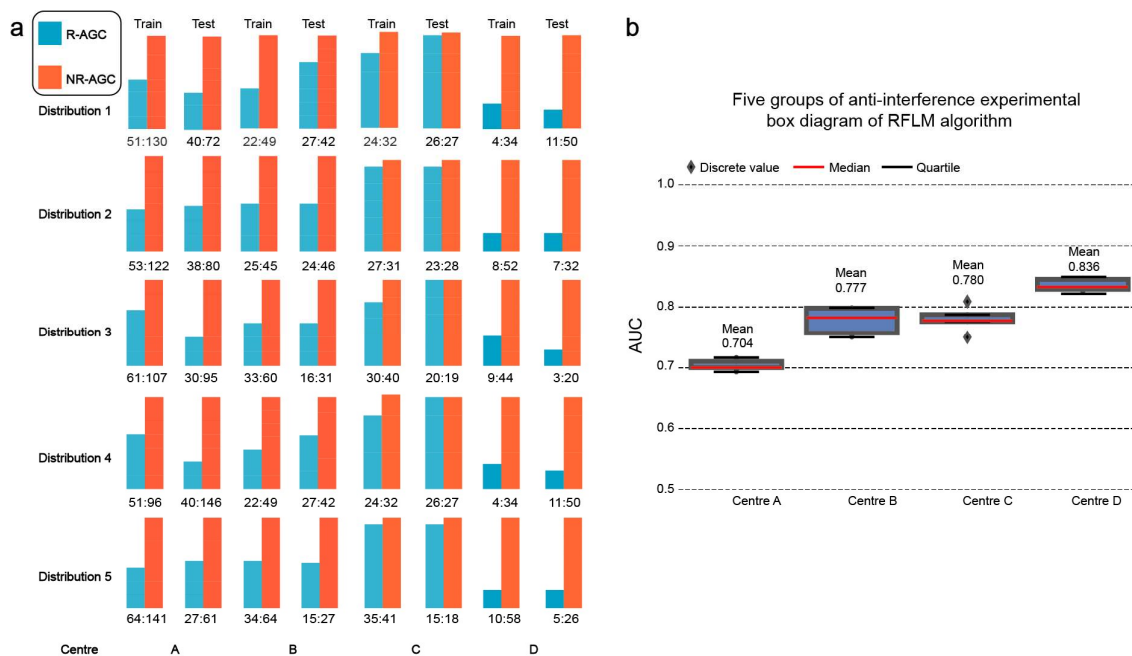 a
R-AGC
NR-AGC
Train Test Train Test Train Test Train Test
Distribution 1
51:130 40:72 22:49 27:42 24:32 26:27 4:34 11:50
Distribution 2
53:122 38:80 25:45 24:46 27:31 23:28 8:52 7:32
Distribution 3
61:107 30:95 33:60 16:31 30:40 20:19 9:44 3:20
Distribution 4
51:96 40:146 22:49 27:42 24:32 26:27 4:34 11:50
Distribution 5
64:141 27:61 34:64 15:27 35:41 15:18 10:58 5:26
Centre A B C D
b
Five groups of anti-interference experimental
box diagram of RFLM algorithm
Discrete value Median Quartile
1.0
0.9
0.8
0.7
0.6
0.5
AUC
Mean
0.704
Mean
0.777
Mean
0.780
Mean
0.836
Centre A Centre B Centre C Centre D